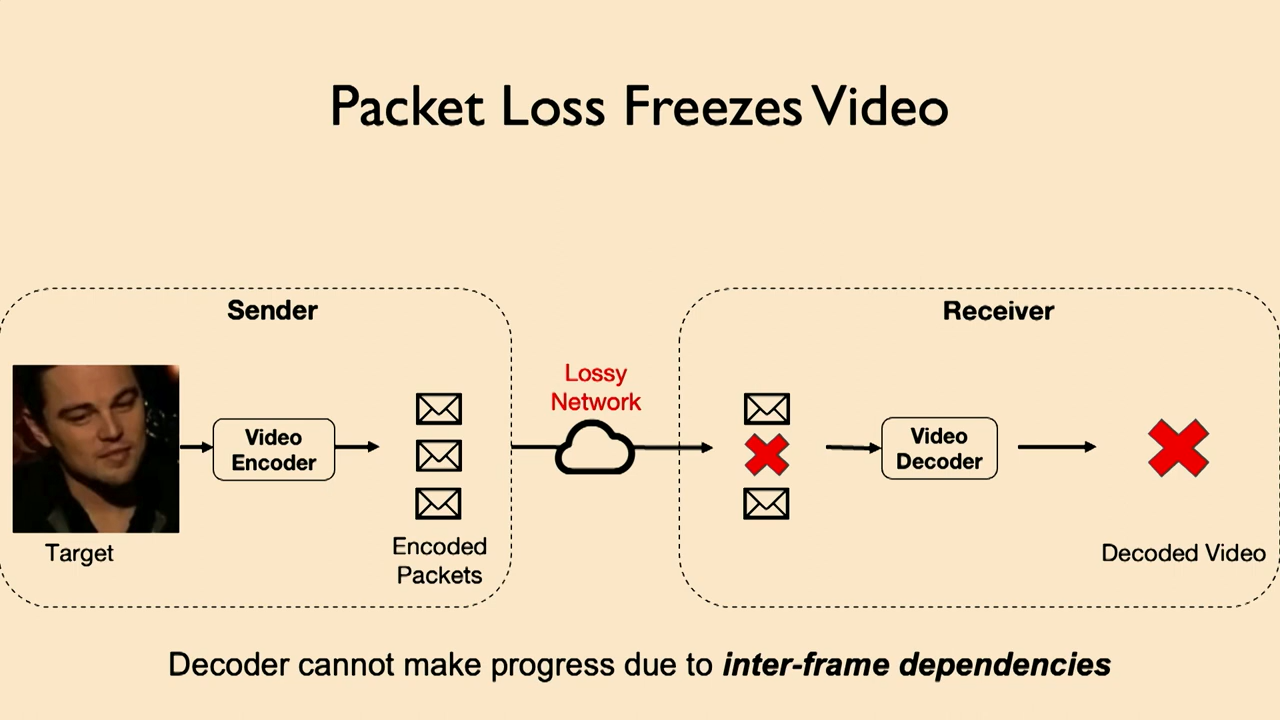 Packet Loss Freezes Video
Sender
Receiver
Lossy
Network
Video
Encoder
Video
Decoder
Target
Encoded
Packets
Decoded Video
Decoder cannot make progress due to inter-frame dependencies